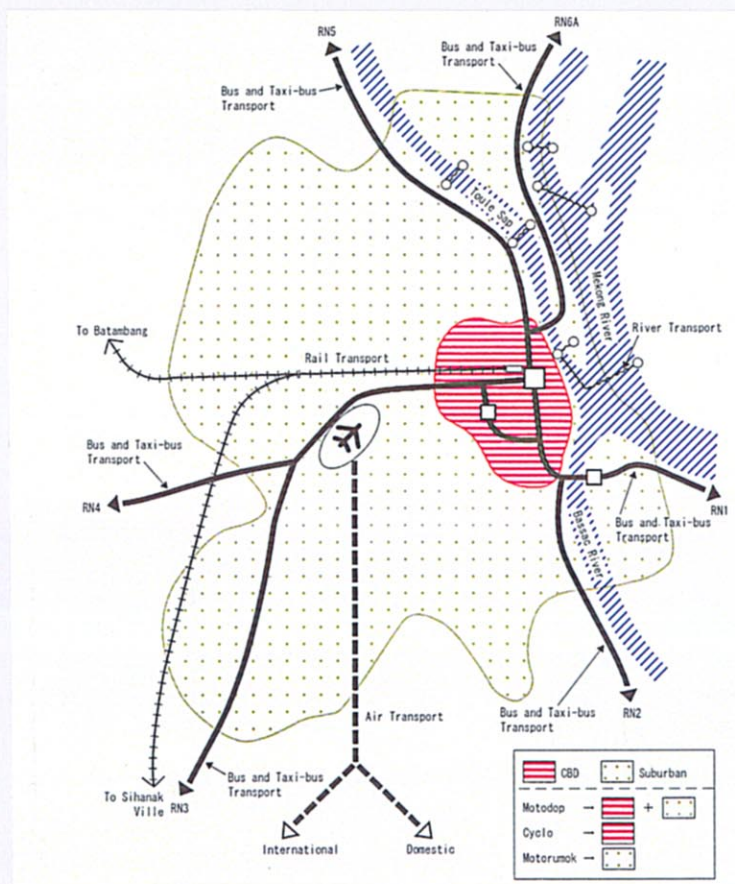 RN5
RN6A
Bus and Taxi-bus
Transport
Bus and Taxi-bus
Transport
Toule Sap
Mekong River
To Batambang
Rail Transport
River Transport
Bus and Taxi-bus
Transport
RN4
RN1
Bus and Taxi-bus
Transport
Bassac River
RN2
Bus and Taxi-bus
Transport
Air Transport
To Sihanak
Ville
RN3
Bus and Taxi-bus
Transport
International
Domestic
CBD
Suburban
Motodop → +
Cyclo →
Motorumok →